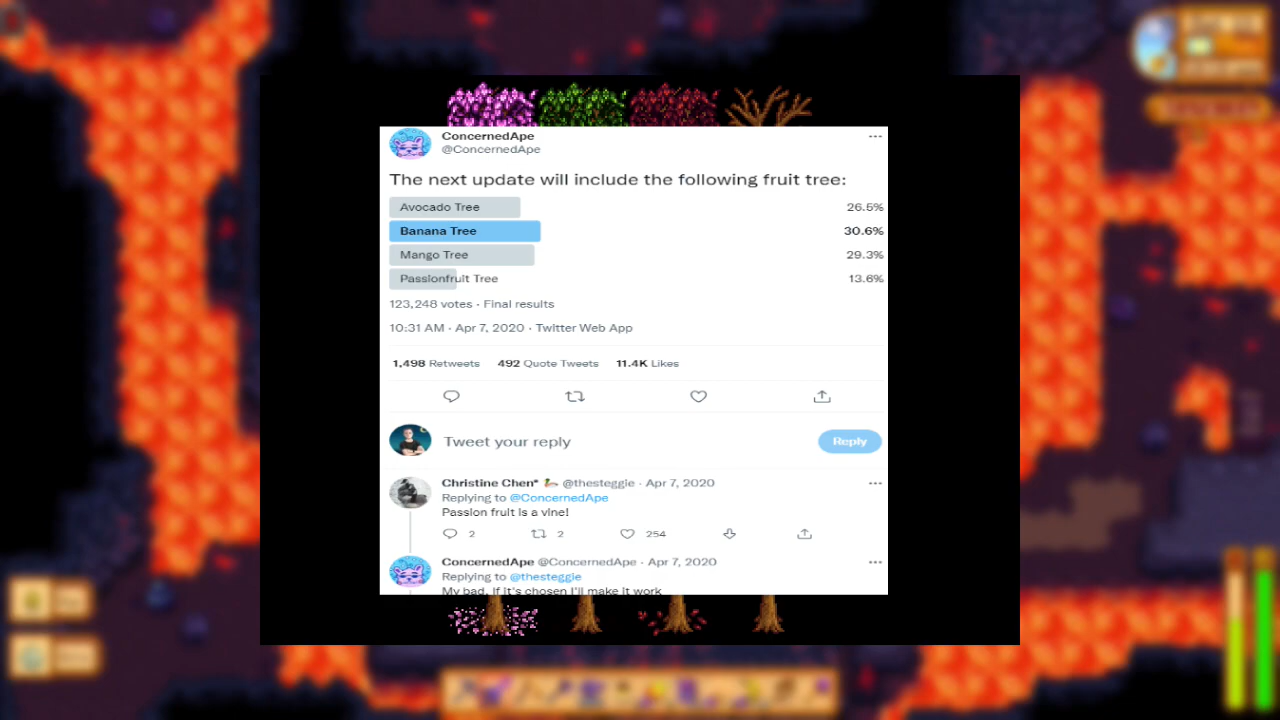 ConcernedApe
@ConcernedApe
The next update will include the following fruit tree:
Avocado Tree 26.5%
Banana Tree 30.6%
Mango Tree 29.3%
Passionfruit Tree 13.6%
123,248 votes · Final results
10:31 AM · Apr 7, 2020 · Twitter Web App
1,498 Retweets 492 Quote Tweets 11.4K Likes
Tweet your reply Reply
Christine Chen* @thesteggie · Apr 7, 2020
Replying to @ConcernedApe
Passion fruit is a vine!
2 2 254
ConcernedApe @ConcernedApe · Apr 7, 2020
Replying to @thesteggie
My bad, If it's chosen I'll make it work